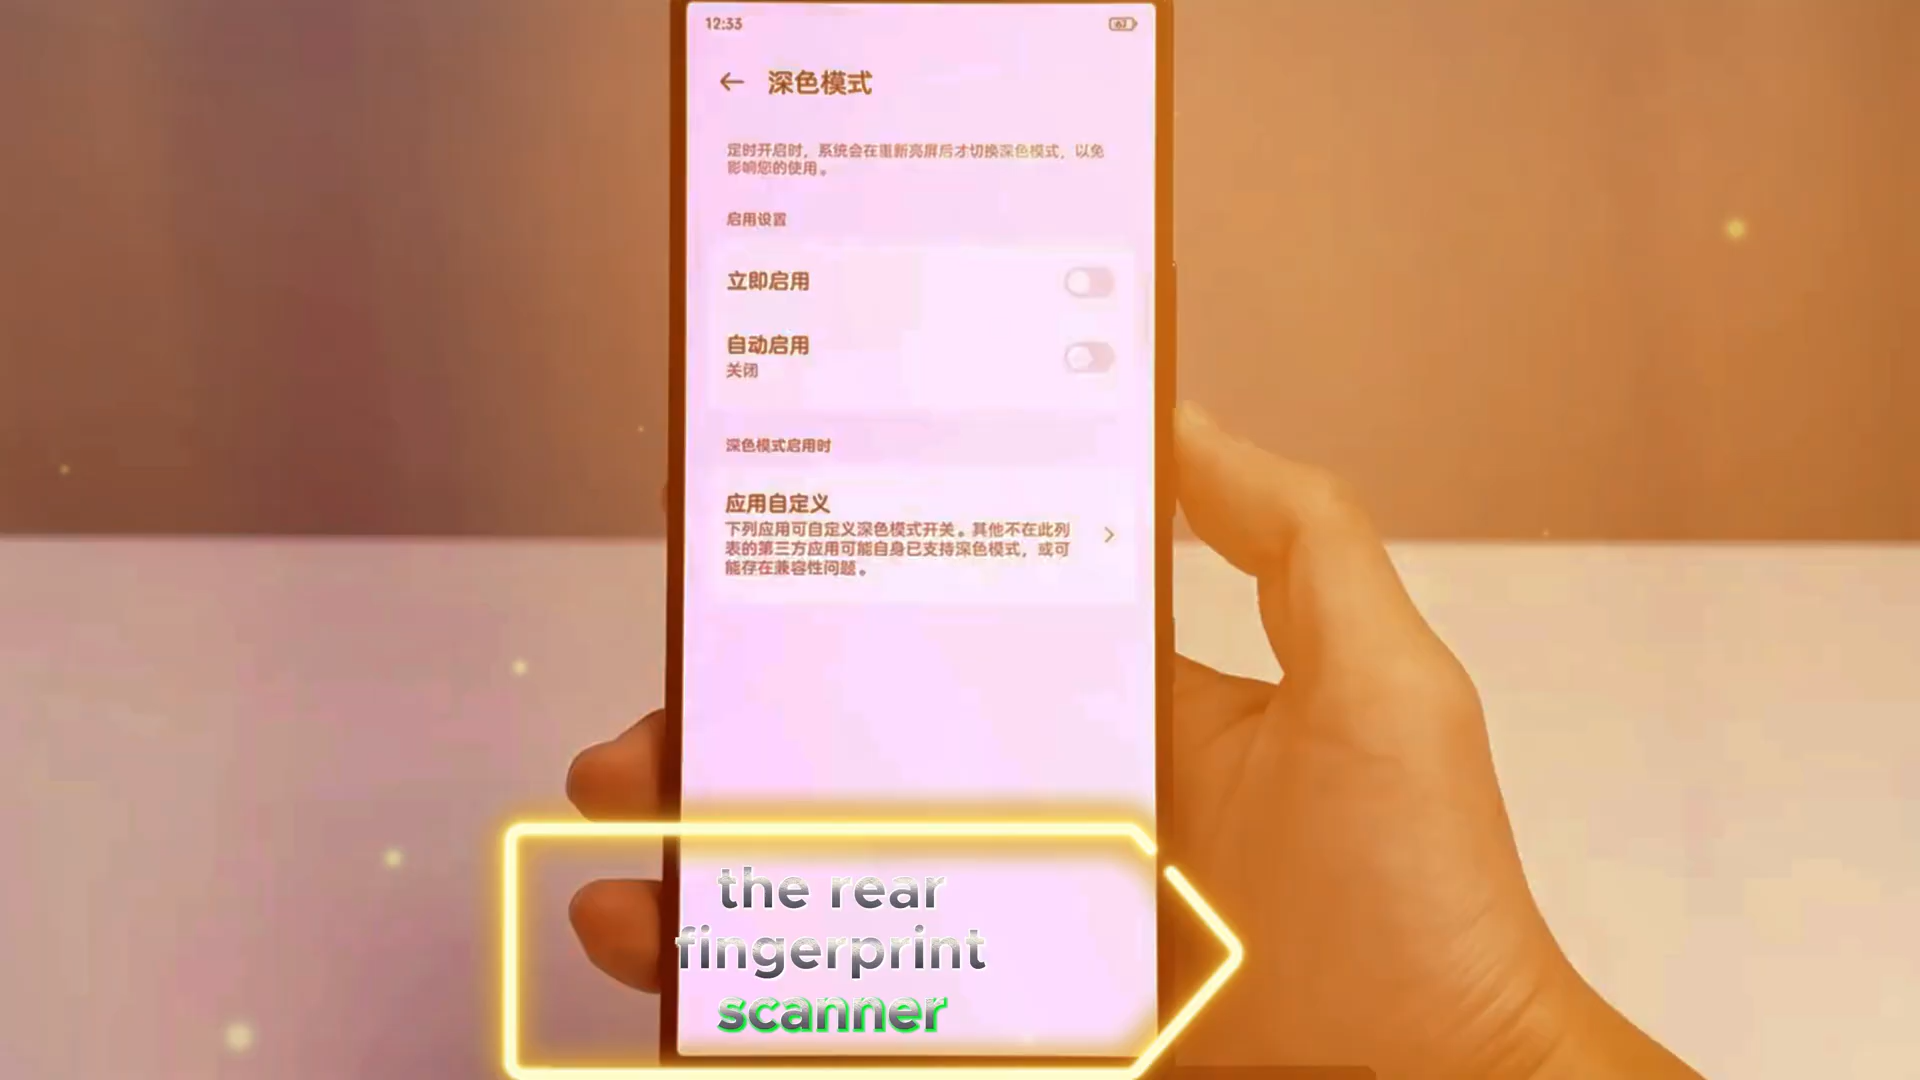 12:33
67
深色模式
定时开启时，系统会在重新亮屏后才切换深色模式，以免
影响您的使用。
启用设置
立即启用
自动启用
关闭
深色模式启用时
应用自定义
下列应用可自定义深色模式开关。其他不在此列
表的第三方应用可能自身已支持深色模式，或可
能存在兼容性问题。
the rear
fingerprint
scanner